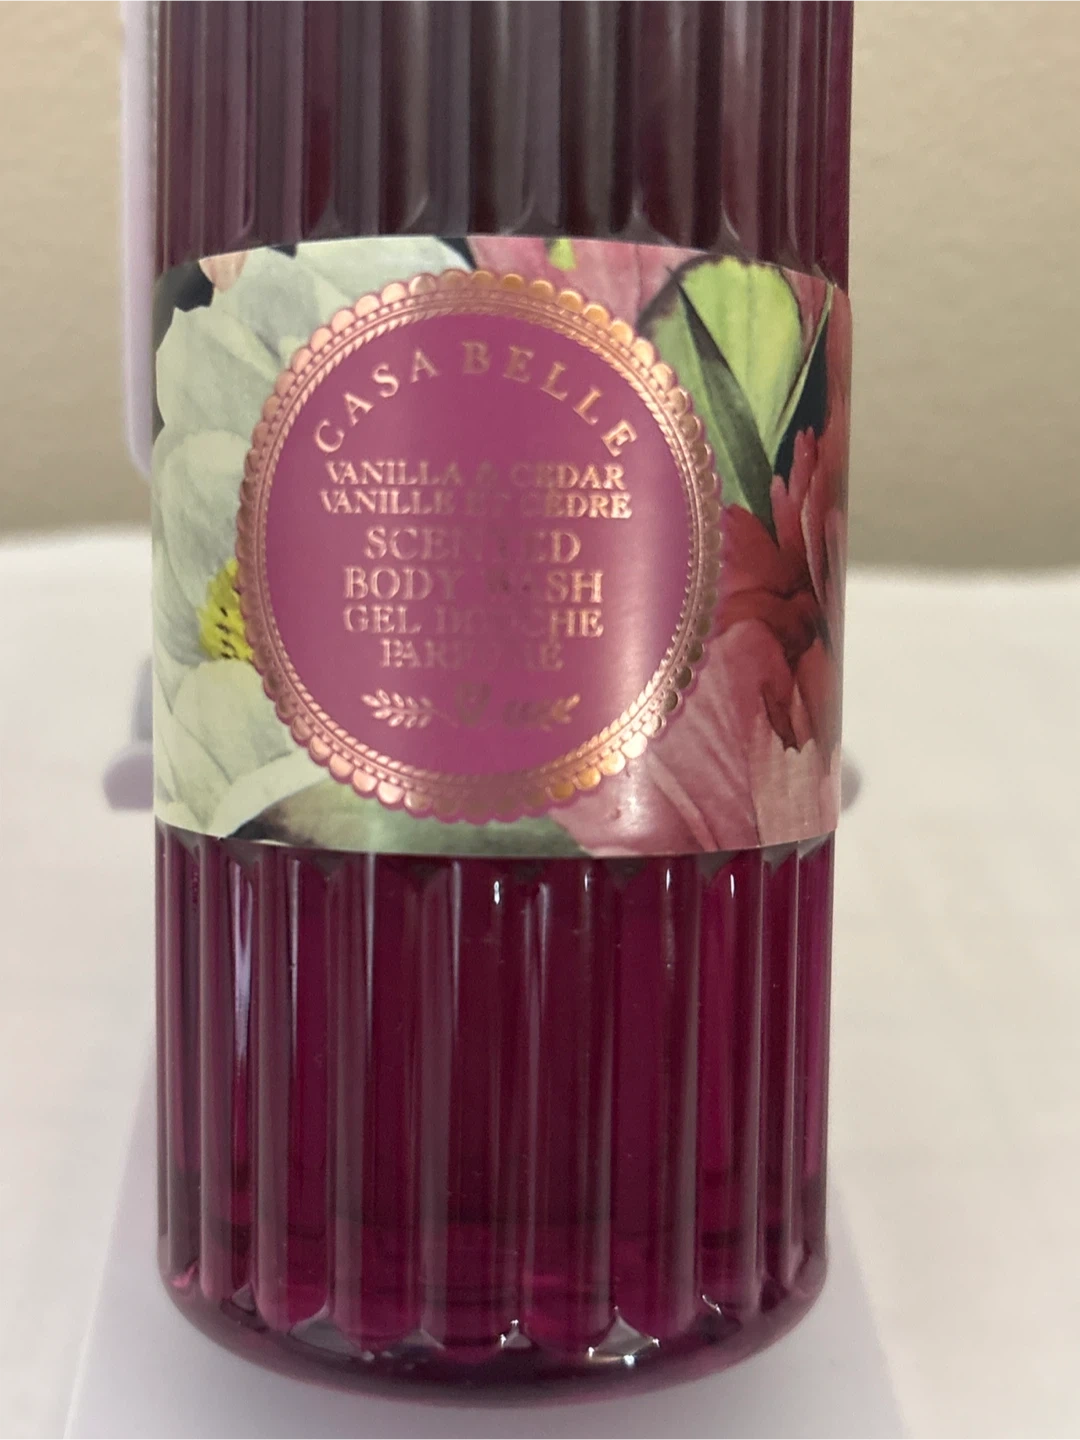 CASA BELLE
VANILLA & CEDAR
VANILLE ET CÈDRE
SCENTED
BODY WASH
GEL DOUCHE
PARFUMÉ